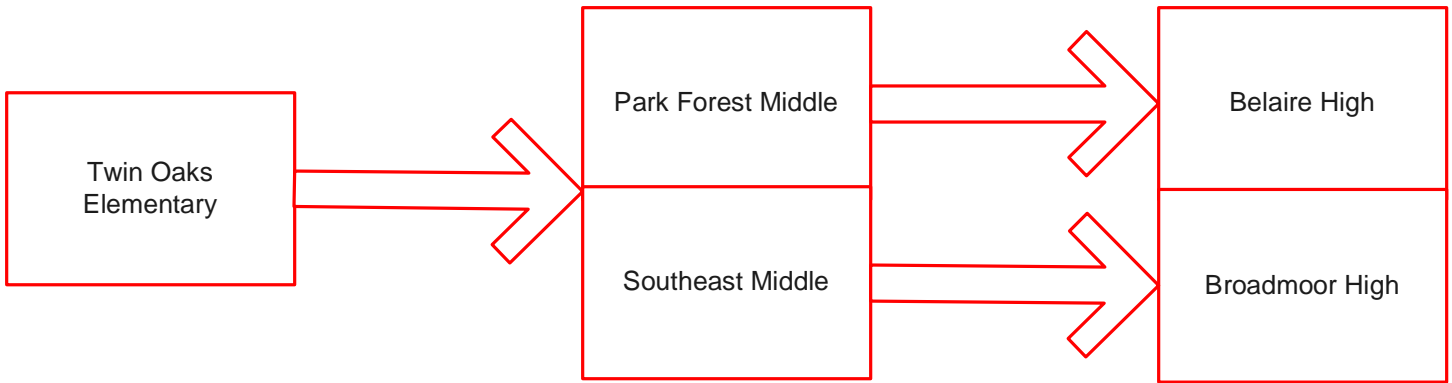 Twin Oaks
Elementary
Park Forest Middle
Southeast Middle
Belaire High
Broadmoor High